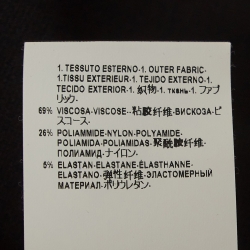 1. TESSUTO ESTERNO-1. OUTER FABRIC-
1.TISSU EXTERIEUR-1. TEJIDO EXTERNO-1.
TECIDO EXTERIOR-1. 织物-1. ткань-1. ファブ
リック-
69% VISCOSA-VISCOSE-粘胶纤维-ВИСКОЗА-ビ
スコース-
26% POLIAMMIDE-NYLON-POLYAMIDE-
POLIAMIDA-POLIAMIDAS-聚酰胺纤维-
ПОЛИАМИД-ナイロン-
5% ELASTAN-ELASTANE-ÉLASTHANNE-
ELASTANO-弹性纤维-ЭЛАСТОМЕРНЫЙ
МАТЕРИАЛ-ポリウレタン-